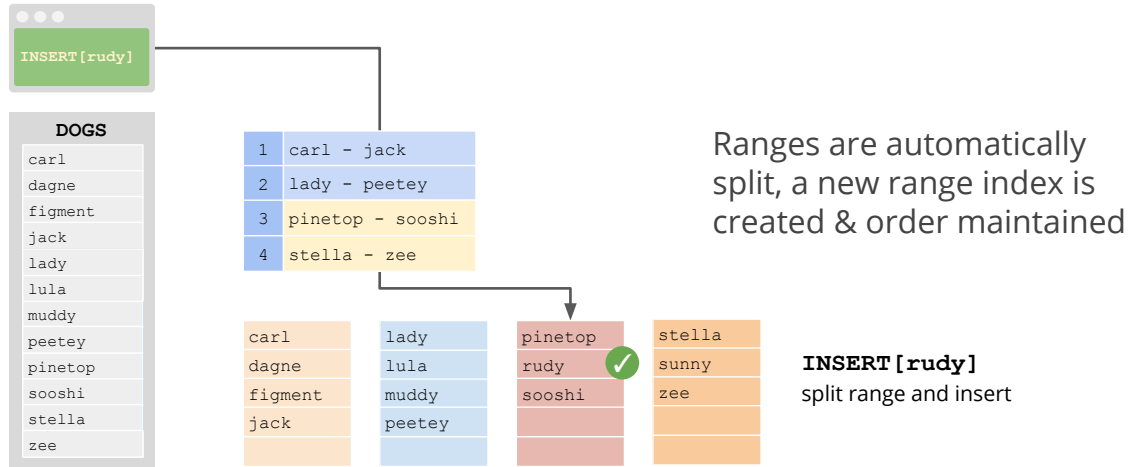 INSERT[rudy]
DOGS
carl
dagne
figment
jack
lady
lula
muddy
peetey
pinetop
sooshi
stella
zee
1 carl - jack
2 lady - peetey
3 pinetop - sooshi
4 stella - zee
Ranges are automatically
split, a new range index is
created & order maintained
carl
dagne
figment
jack
lady
lula
muddy
peetey
pinetop
rudy
sooshi
stella
sunny
zee
INSERT[rudy]
split range and insert